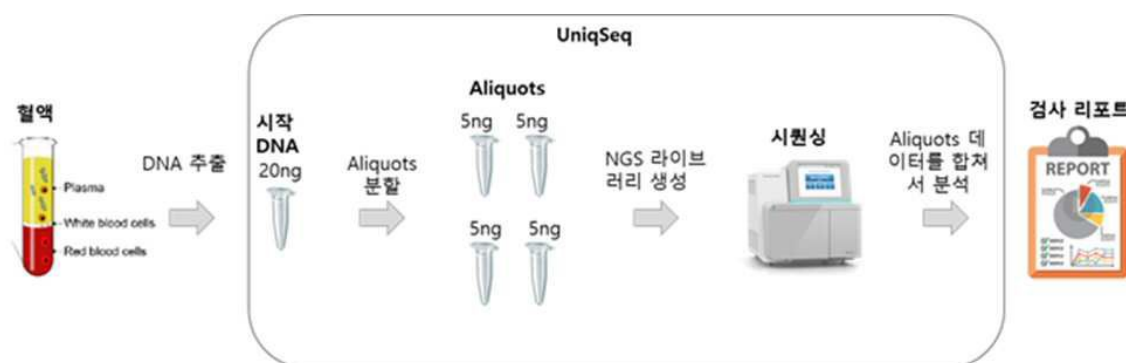 UniqSeq
혈액
Plasma
White blood cells
Red blood cells
DNA 추출
시작
DNA
20ng
Aliquots
분할
Aliquots
5ng 5ng
5ng 5ng
NGS 라이브
러리 생성
시퀀싱
Aliquots 데
이터를 합쳐
서 분석
검사 리포트
REPORT